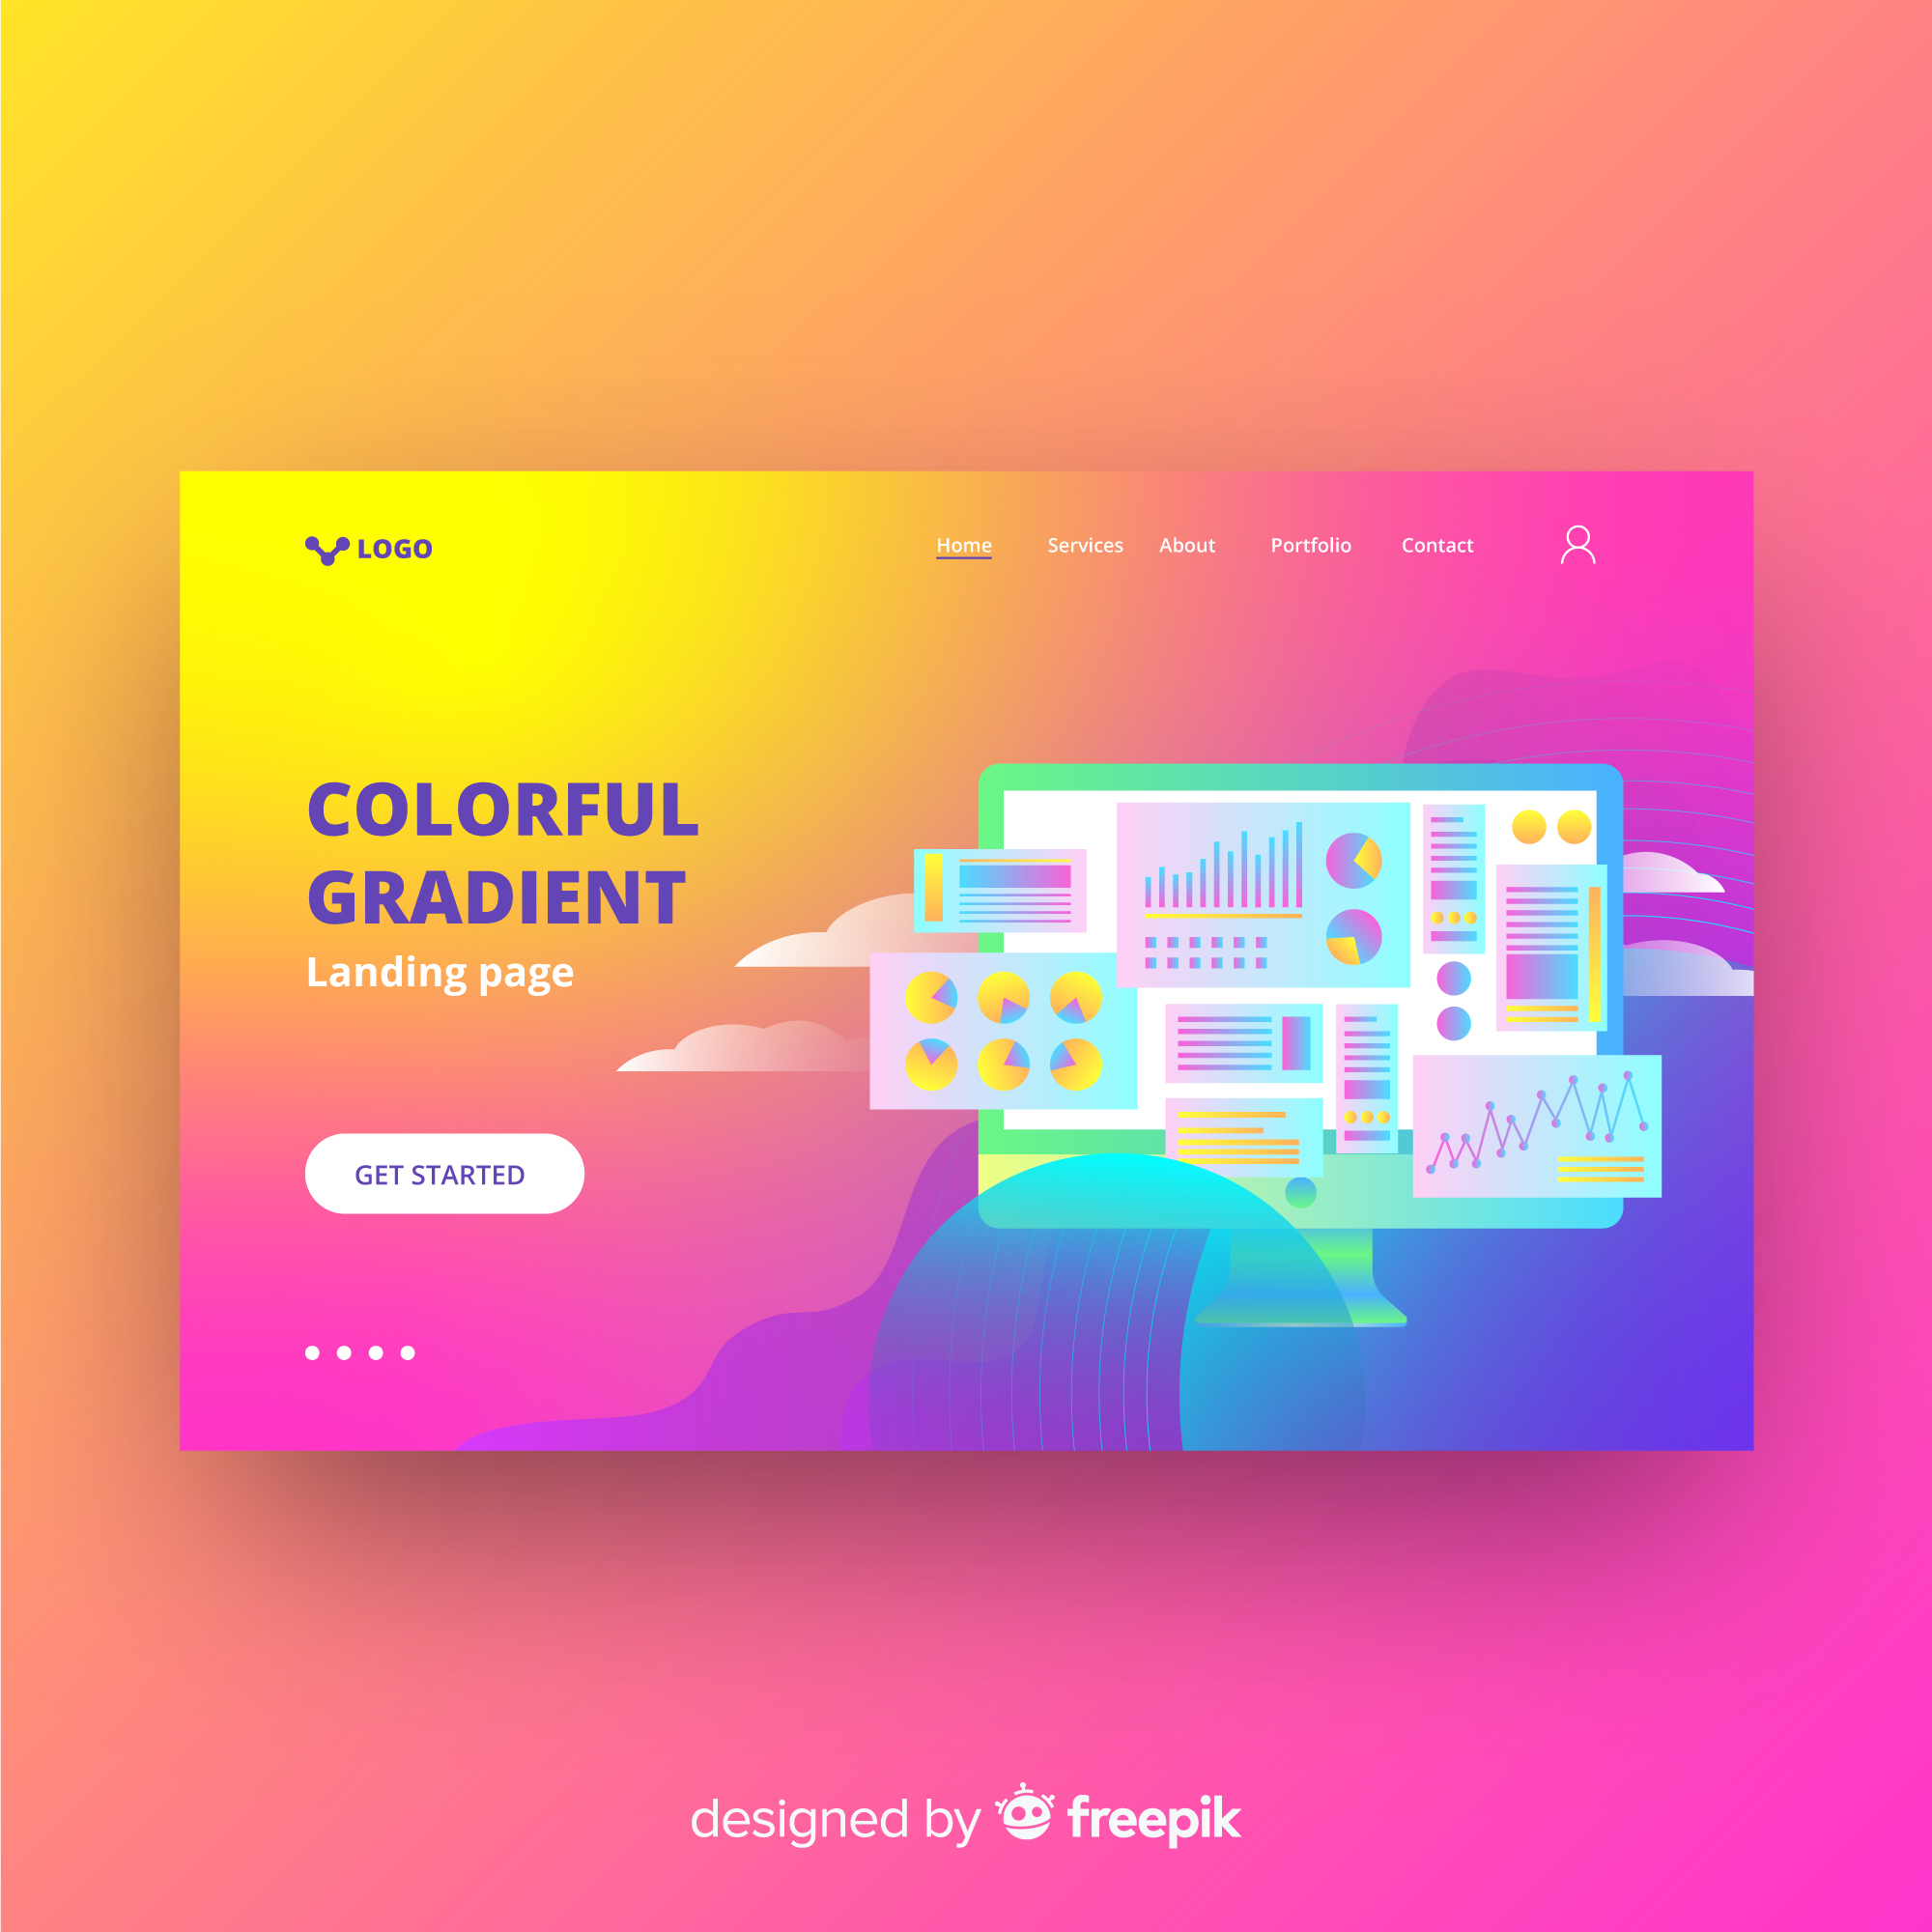 LOGO
Home Services About Portfolio Contact
COLORFUL
GRADIENT
Landing page
GET STARTED
designed by freepik